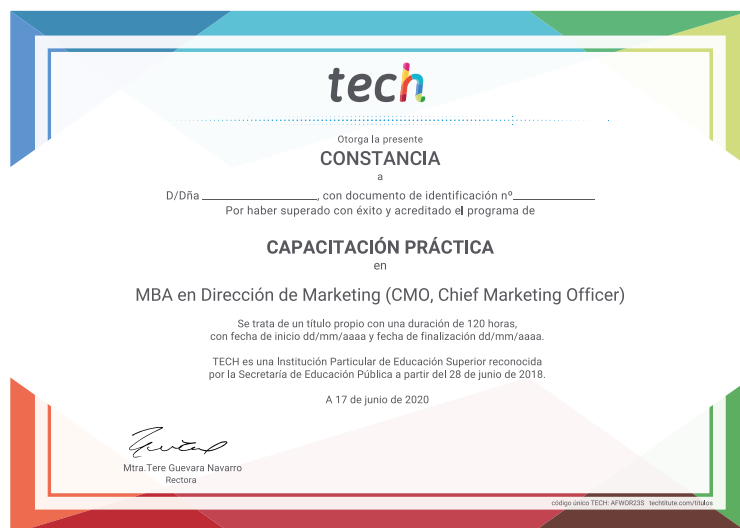 tech
Otorga la presente
CONSTANCIA
a
D/Dña ____________________, con documento de identificación nº______________
Por haber superado con éxito y acreditado el programa de
CAPACITACIÓN PRÁCTICA
en
MBA en Dirección de Marketing (CMO, Chief Marketing Officer)
Se trata de un título propio con una duración de 120 horas,
con fecha de inicio dd/mm/aaaa y fecha de finalización dd/mm/aaaa.
TECH es una Institución Particular de Educación Superior reconocida
por la Secretaría de Educación Pública a partir del 28 de junio de 2018.
A 17 de junio de 2020
Mtra.Tere Guevara Navarro
Rectora
código único TECH: AFWOR23S techtitute.com/titulos